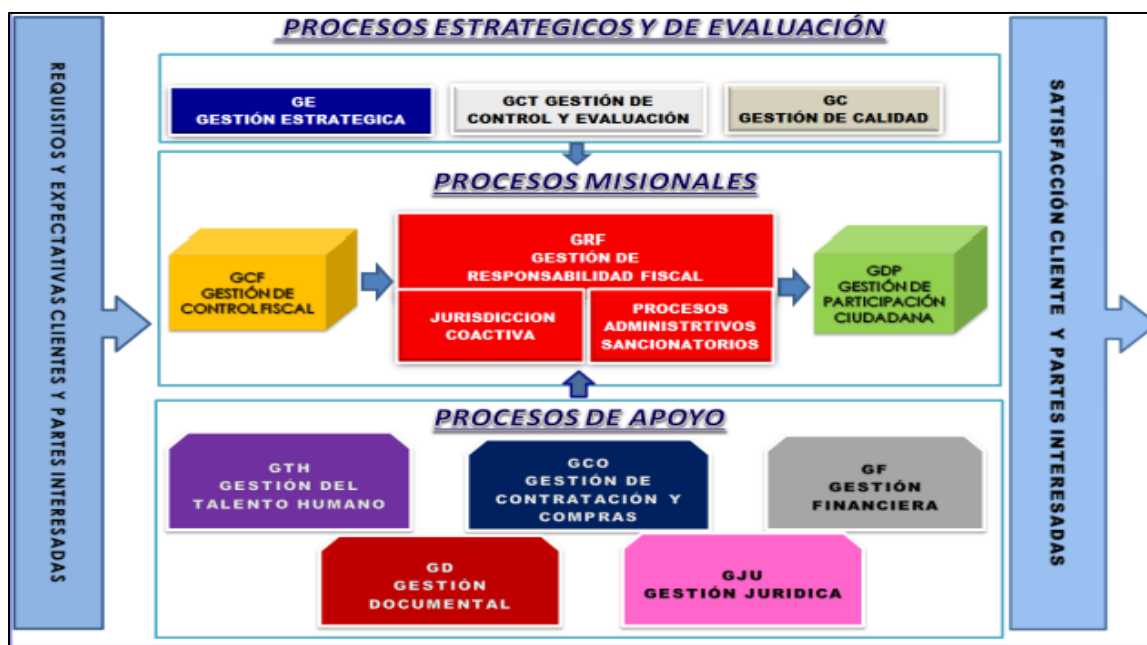 PROCESOS ESTRATEGICOS Y DE EVALUACIÓN
REQUISITOS Y EXPECTATIVAS CLIENTES Y PARTES INTERESADAS
GE
GESTIÓN ESTRATEGICA
GCT GESTIÓN DE
CONTROL Y EVALUACIÓN
GC
GESTIÓN DE CALIDAD
PROCESOS MISIONALES
GCF
GESTIÓN DE
CONTROL FISCAL
GRF
GESTIÓN DE
RESPONSABILIDAD FISCAL
JURISDICCION
COACTIVA
PROCESOS
ADMINISTRTIVOS
SANCIONATORIOS
GDP
GESTIÓN DE
PARTICIPACIÓN
CIUDADANA
PROCESOS DE APOYO
GTH
GESTIÓN DEL
TALENTO HUMANO
GCO
GESTIÓN DE
CONTRATACIÓN Y
COMPRAS
GF
GESTIÓN
FINANCIERA
GD
GESTIÓN
DOCUMENTAL
GJU
GESTIÓN JURIDICA
SATISFACCIÓN CLIENTE Y PARTES INTERESADAS